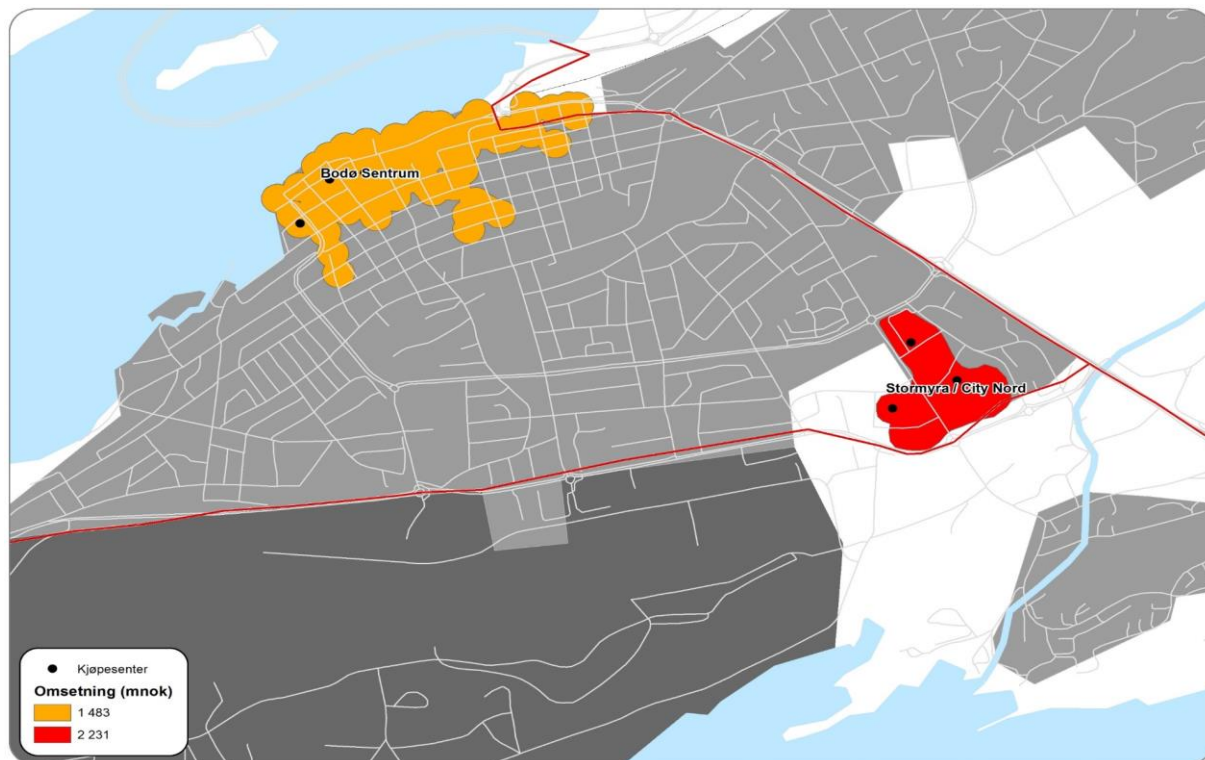 Bodø Sentrum
Stormyra / City Nord
Kjøpesenter
Omsetning (mnok)
1 483
2 231